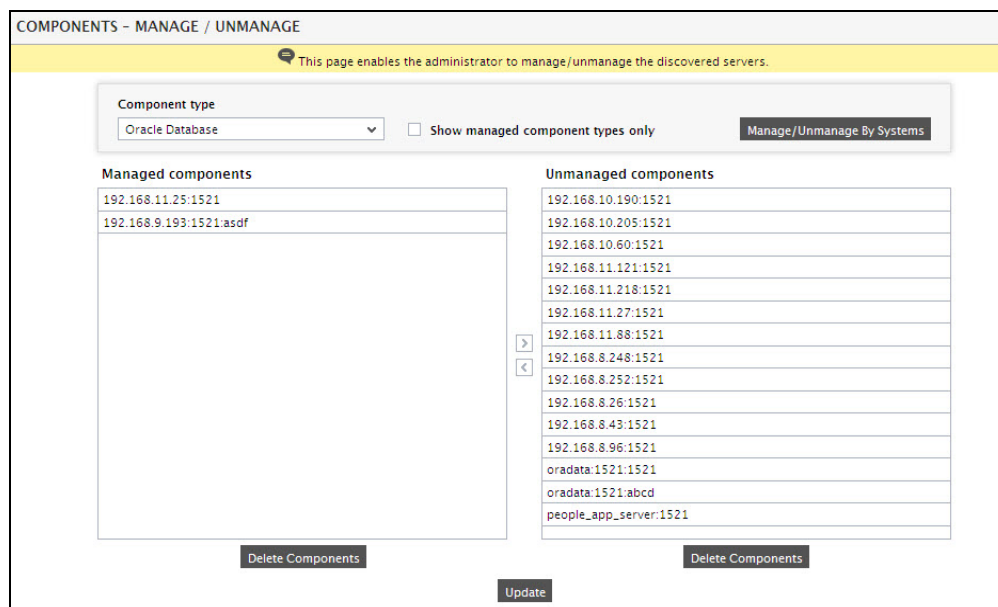 COMPONENTS - MANAGE / UNMANAGE
This page enables the administrator to manage/unmanage the discovered servers.
Component type
Oracle Database
Show managed component types only
Manage/Unmanage By Systems
Managed components
192.168.11.25:1521
192.168.9.193:1521:asdf
Unmanaged components
192.168.10.190:1521
192.168.10.205:1521
192.168.10.60:1521
192.168.11.121:1521
192.168.11.218:1521
192.168.11.27:1521
192.168.11.88:1521
192.168.8.248:1521
192.168.8.252:1521
192.168.8.26:1521
192.168.8.43:1521
192.168.8.96:1521
oradata:1521:1521
oradata:1521:abcd
people_app_server:1521
Delete Components
Delete Components
Update